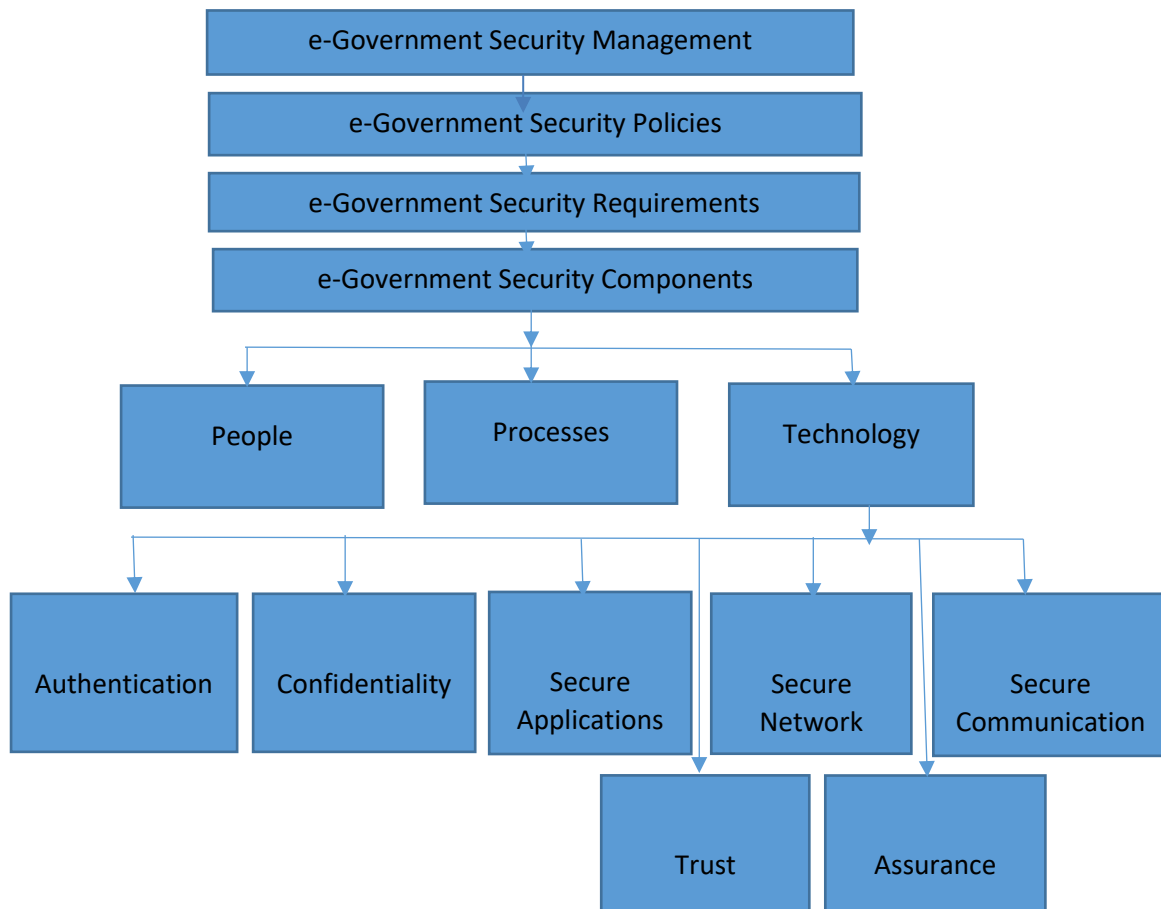 e-Government Security Management
e-Government Security Policies
e-Government Security Requirements
e-Government Security Components
People
Processes
Technology
Authentication
Confidentiality
Secure
Applications
Secure
Network
Secure
Communication
Trust
Assurance